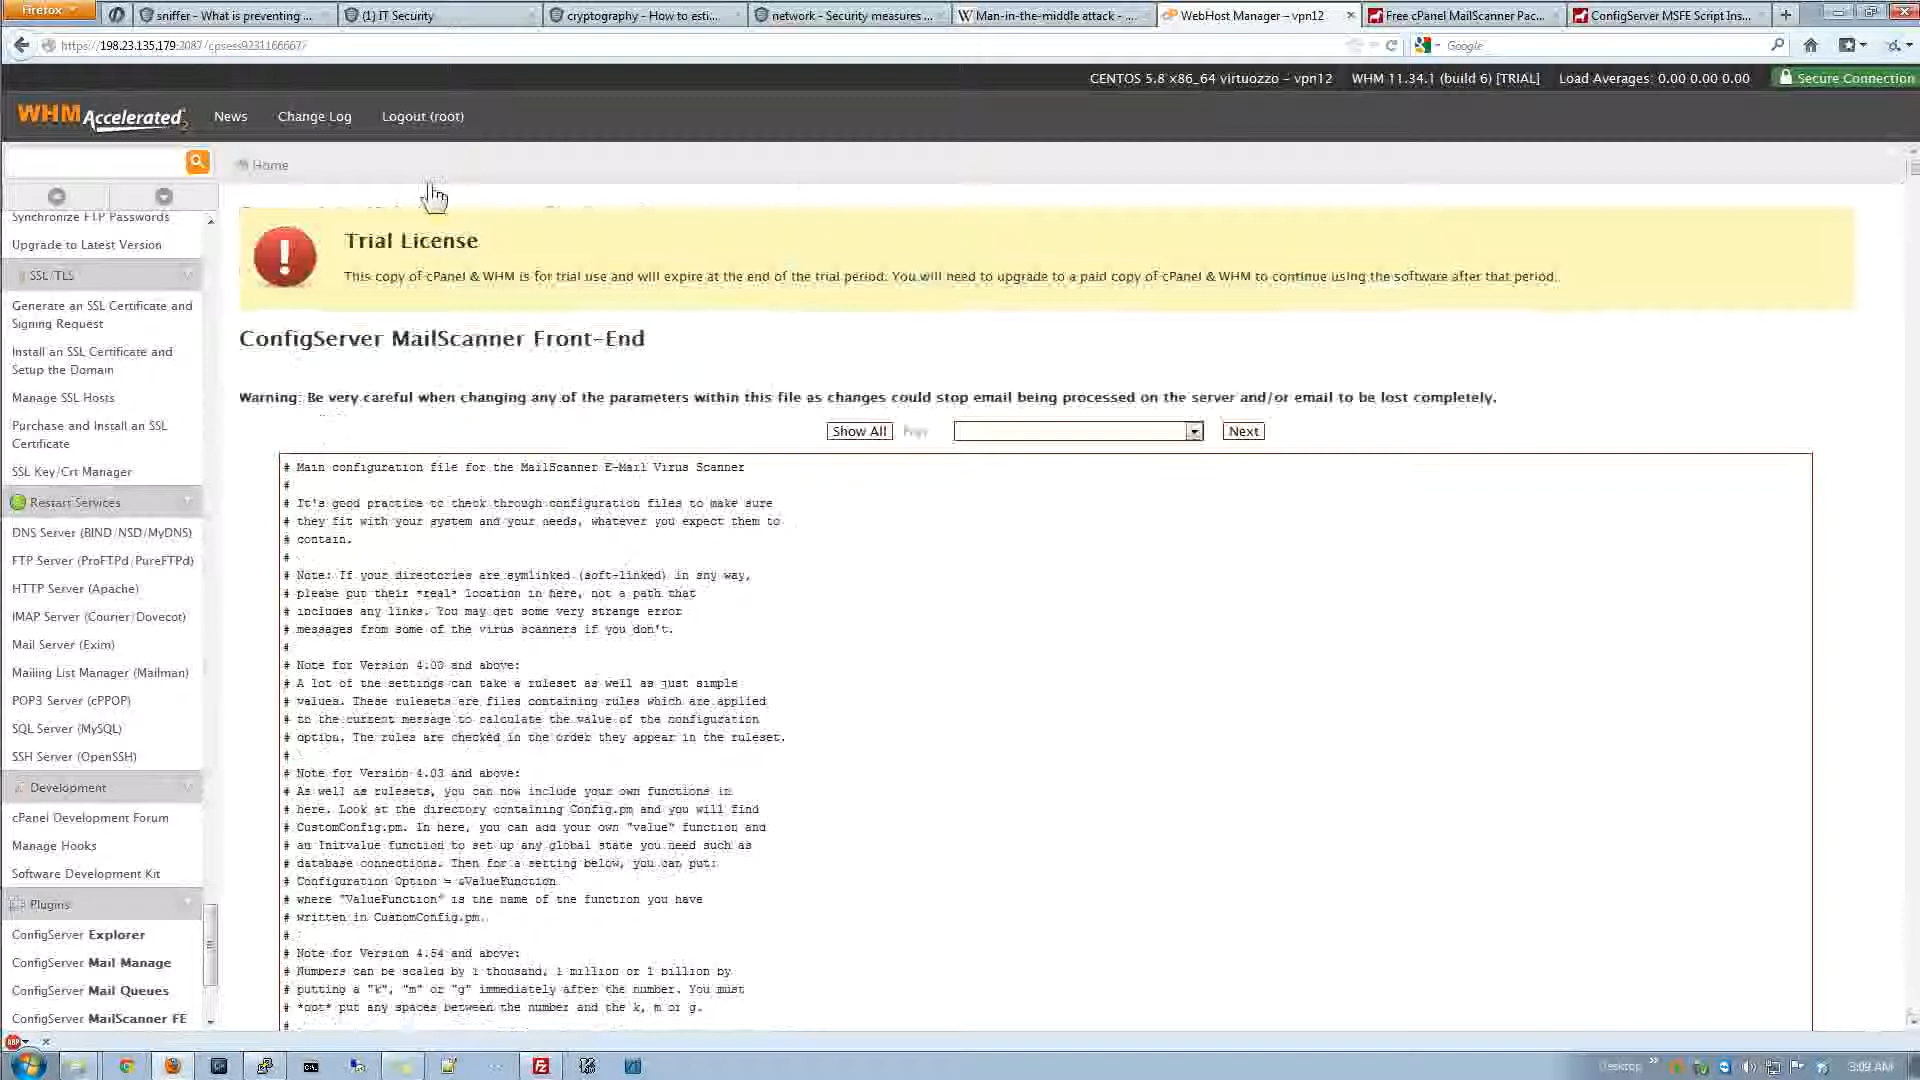 Firefox
sniffer - What is preventing ...
(1) IT Security
cryptography - How to esti...
network - Security measures ...
Man-in-the-middle attack - ...
WebHost Manager – vpn12
Free cPanel MailScanner Pac...
ConfigServer MSFE Script Ins...
https://198.23.135.179:2087/cpsess9231166667/
Google
CENTOS 5.8 x86_64 virtuozzo – vpn12 WHM 11.34.1 (build 6) [TRIAL] Load Averages: 0.00 0.00 0.00 Secure Connection
WHM Accelerated2 News Change Log Logout (root)
Home
Synchronize FTP Passwords
Upgrade to Latest Version
SSL/TLS
Generate an SSL Certificate and
Signing Request
Install an SSL Certificate and
Setup the Domain
Manage SSL Hosts
Purchase and Install an SSL
Certificate
SSL Key/Crt Manager
Restart Services
DNS Server (BIND/NSD/MyDNS)
FTP Server (ProFTPd/PureFTPd)
HTTP Server (Apache)
IMAP Server (Courier/Dovecot)
Mail Server (Exim)
Mailing List Manager (Mailman)
POP3 Server (cPPOP)
SQL Server (MySQL)
SSH Server (OpenSSH)
Development
cPanel Development Forum
Manage Hooks
Software Development Kit
Plugins
ConfigServer Explorer
ConfigServer Mail Manage
ConfigServer Mail Queues
ConfigServer MailScanner FE
Trial License
This copy of cPanel & WHM is for trial use and will expire at the end of the trial period. You will need to upgrade to a paid copy of cPanel & WHM to continue using the software after that period.
ConfigServer MailScanner Front-End
Warning: Be very careful when changing any of the parameters within this file as changes could stop email being processed on the server and/or email to be lost completely.
Show All Prev Next
# Main configuration file for the MailScanner E-Mail Virus Scanner
#
# It's good practice to check through configuration files to make sure
# they fit with your system and your needs, whatever you expect them to
# contain.
#
# Note: If your directories are symlinked (soft-linked) in any way,
# please put their *real* location in here, not a path that
# includes any links. You may get some very strange error
# messages from some of the virus scanners if you don't.
#
# Note for Version 4.00 and above:
# A lot of the settings can take a ruleset as well as just simple
# values. These rulesets are files containing rules which are applied
# to the current message to calculate the value of the configuration
# option. The rules are checked in the order they appear in the ruleset.
#
# Note for Version 4.03 and above:
# As well as rulesets, you can now include your own functions in
# here. Look at the directory containing Config.pm and you will find
# CustomConfig.pm. In here, you can add your own "value" function and
# an Initvalue function to set up any global state you need such as
# database connections. Then for a setting below, you can put:
# Configuration Option = &ValueFunction
# where "ValueFunction" is the name of the function you have
# written in CustomConfig.pm.
#
# Note for Version 4.54 and above:
# Numbers can be scaled by 1 thousand, 1 million or 1 billion by
# putting a "k", "m" or "g" immediately after the number. You must
# *not* put any spaces between the number and the k, m or g.
#
ABP
Desktop
3:09 AM